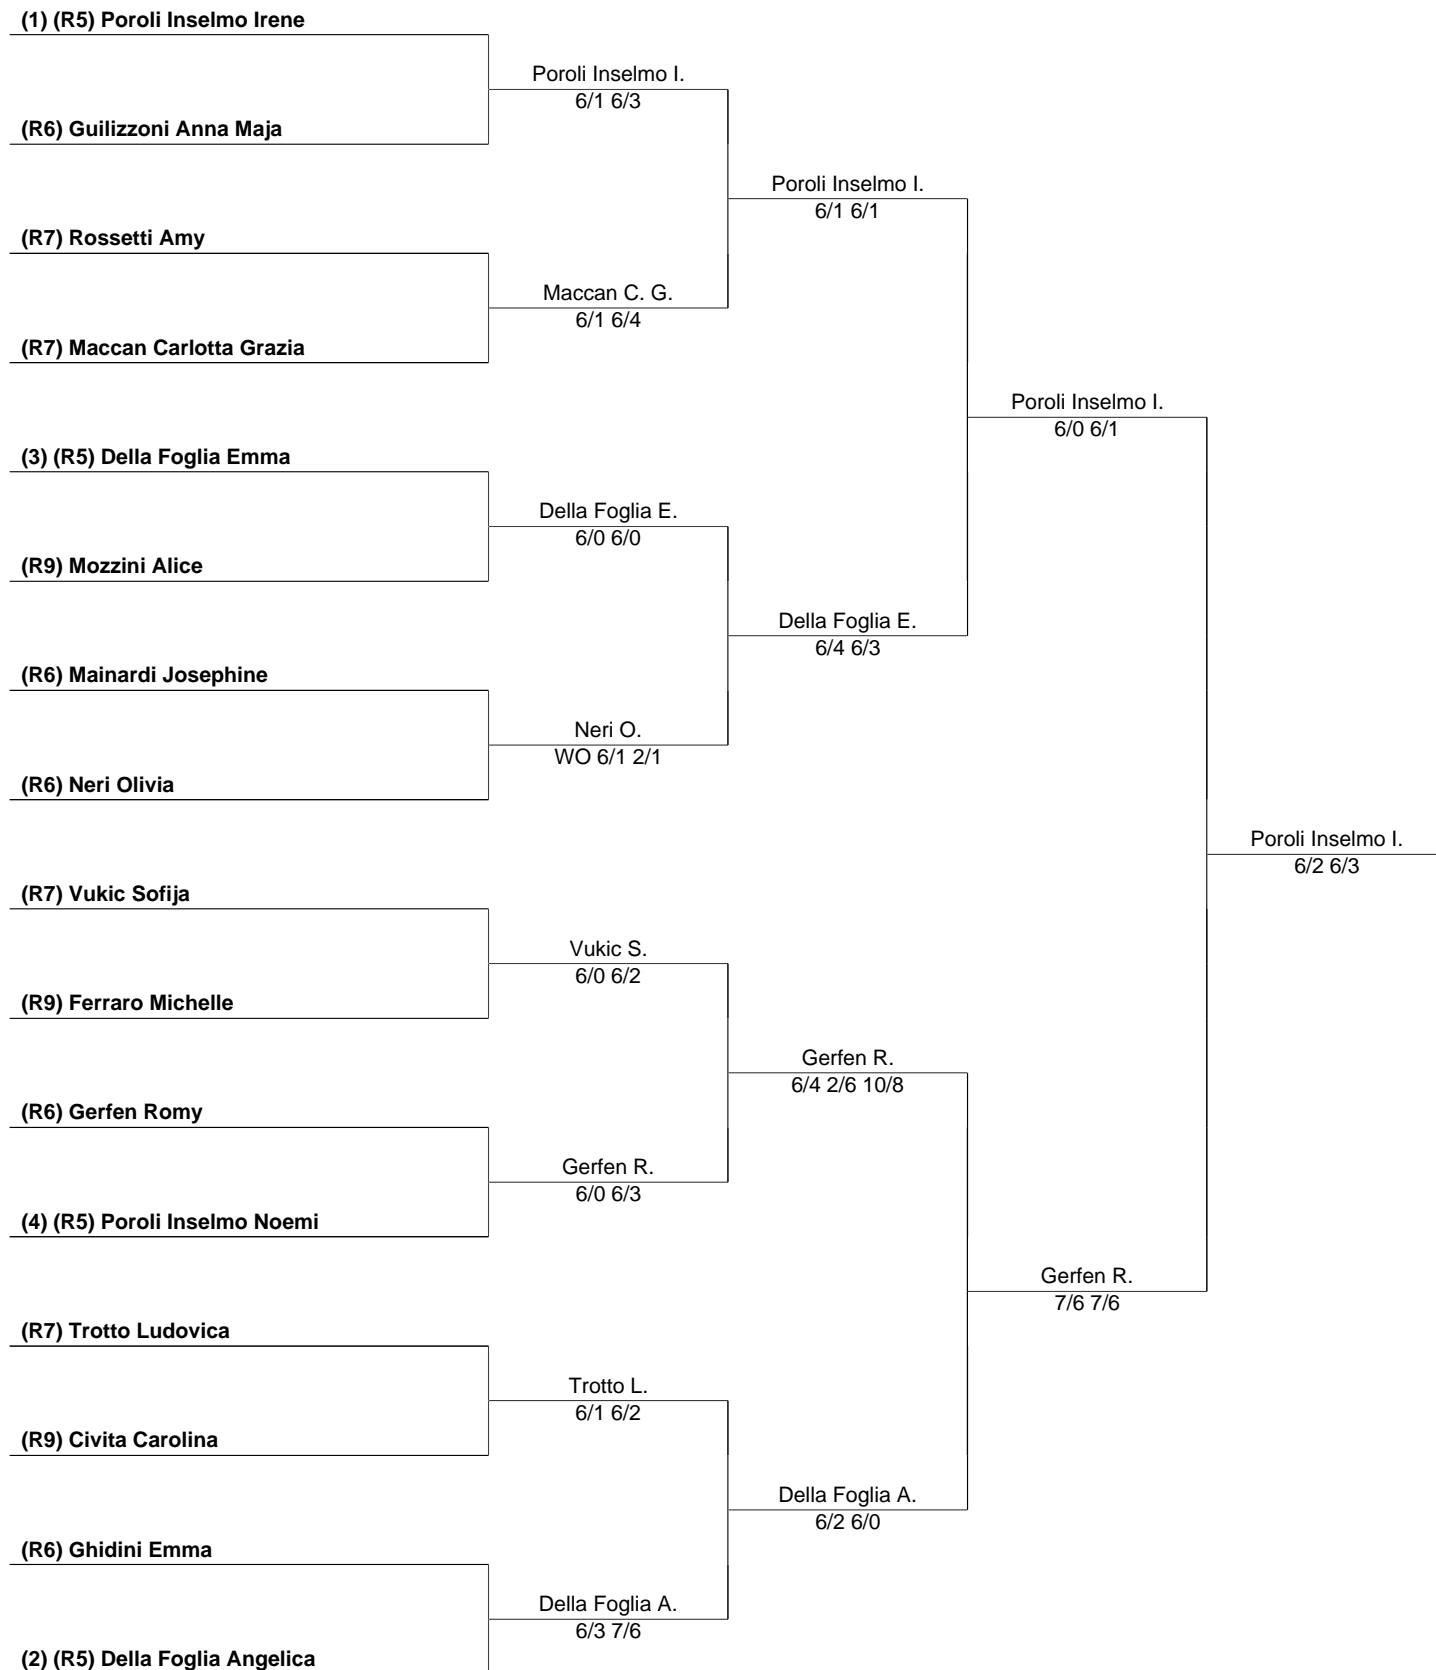 (1) (R5) Poroli Inselmo Irene
Poroli Inselmo I.
6/1 6/3
(R6) Guilizzoni Anna Maja
Poroli Inselmo I.
6/1 6/1
(R7) Rossetti Amy
Maccan C. G.
6/1 6/4
(R7) Maccan Carlotta Grazia
Poroli Inselmo I.
6/0 6/1
(3) (R5) Della Foglia Emma
Della Foglia E.
6/0 6/0
(R9) Mozzini Alice
Della Foglia E.
6/4 6/3
(R6) Mainardi Josephine
Neri O.
WO 6/1 2/1
(R6) Neri Olivia
Poroli Inselmo I.
6/2 6/3
(R7) Vukic Sofija
Vukic S.
6/0 6/2
(R9) Ferraro Michelle
Gerfen R.
6/4 2/6 10/8
(R6) Gerfen Romy
Gerfen R.
6/0 6/3
(4) (R5) Poroli Inselmo Noemi
Gerfen R.
7/6 7/6
(R7) Trotto Ludovica
Trotto L.
6/1 6/2
(R9) Civita Carolina
Della Foglia A.
6/2 6/0
(R6) Ghidini Emma
Della Foglia A.
6/3 7/6
(2) (R5) Della Foglia Angelica